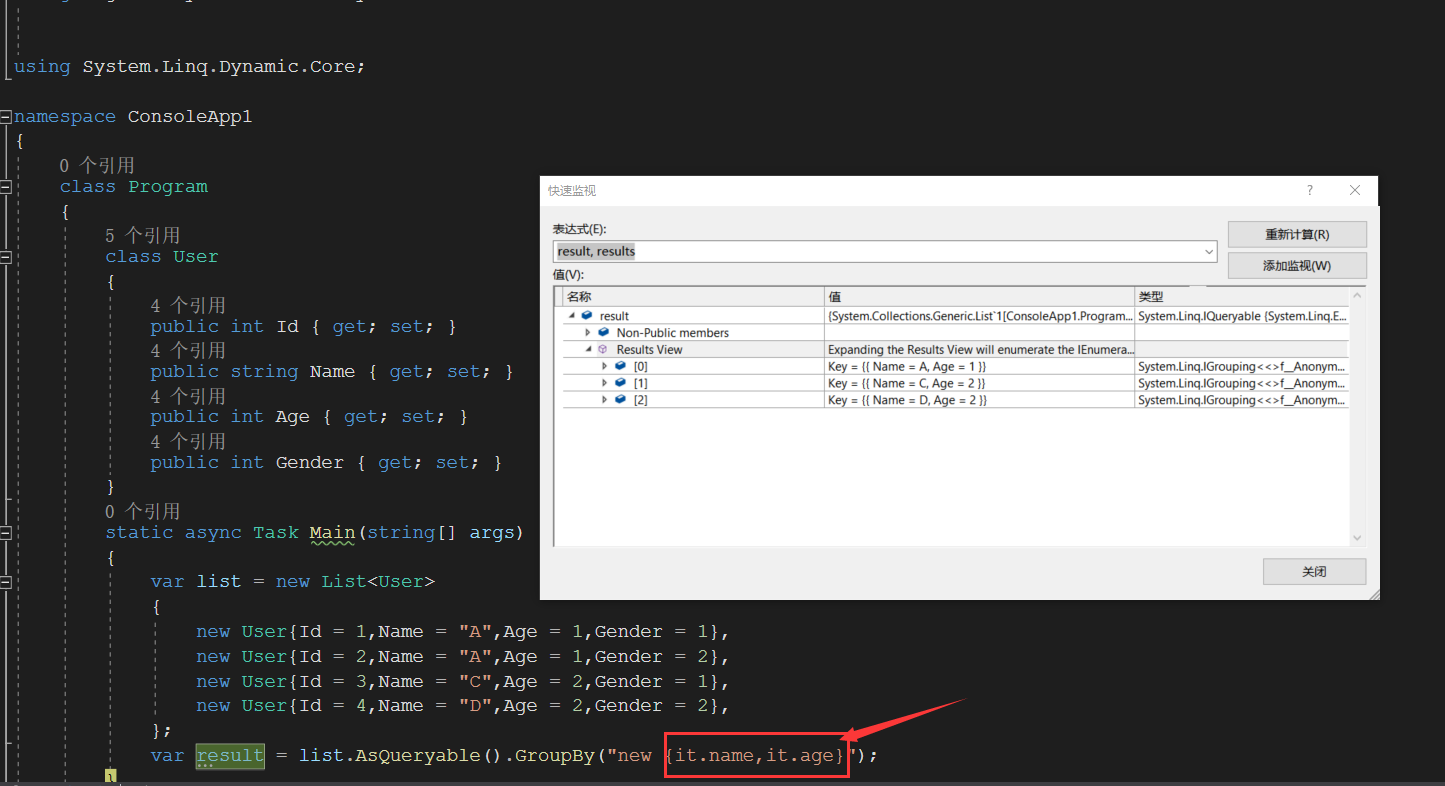 using System.Linq.Dynamic.Core;
namespace ConsoleApp1
{
0 个引用
class Program
{
5 个引用
class User
{
4 个引用
public int Id { get; set; }
4 个引用
public string Name { get; set; }
4 个引用
public int Age { get; set; }
4 个引用
public int Gender { get; set; }
}
0 个引用
static async Task Main(string[] args)
{
var list = new List<User>
{
new User{Id = 1,Name = "A",Age = 1,Gender = 1},
new User{Id = 2,Name = "A",Age = 1,Gender = 2},
new User{Id = 3,Name = "C",Age = 2,Gender = 1},
new User{Id = 4,Name = "D",Age = 2,Gender = 2},
};
var result = list.AsQueryable().GroupBy("new {it.name,it.age}");
}
快速监视
表达式(E):
重新计算(R)
result, results
添加监视(W)
值(V):
名称 值 类型
result {System.Collections.Generic.List`1[ConsoleApp1.Program... System.Linq.IQueryable {System.Linq.E...
Non-Public members
Results View Expanding the Results View will enumerate the IEnumera...
[0] Key = {{ Name = A, Age = 1 }} System.Linq.IGrouping<<>f__Anonym...
[1] Key = {{ Name = C, Age = 2 }} System.Linq.IGrouping<<>f__Anonym...
[2] Key = {{ Name = D, Age = 2 }} System.Linq.IGrouping<<>f__Anonym...
关闭